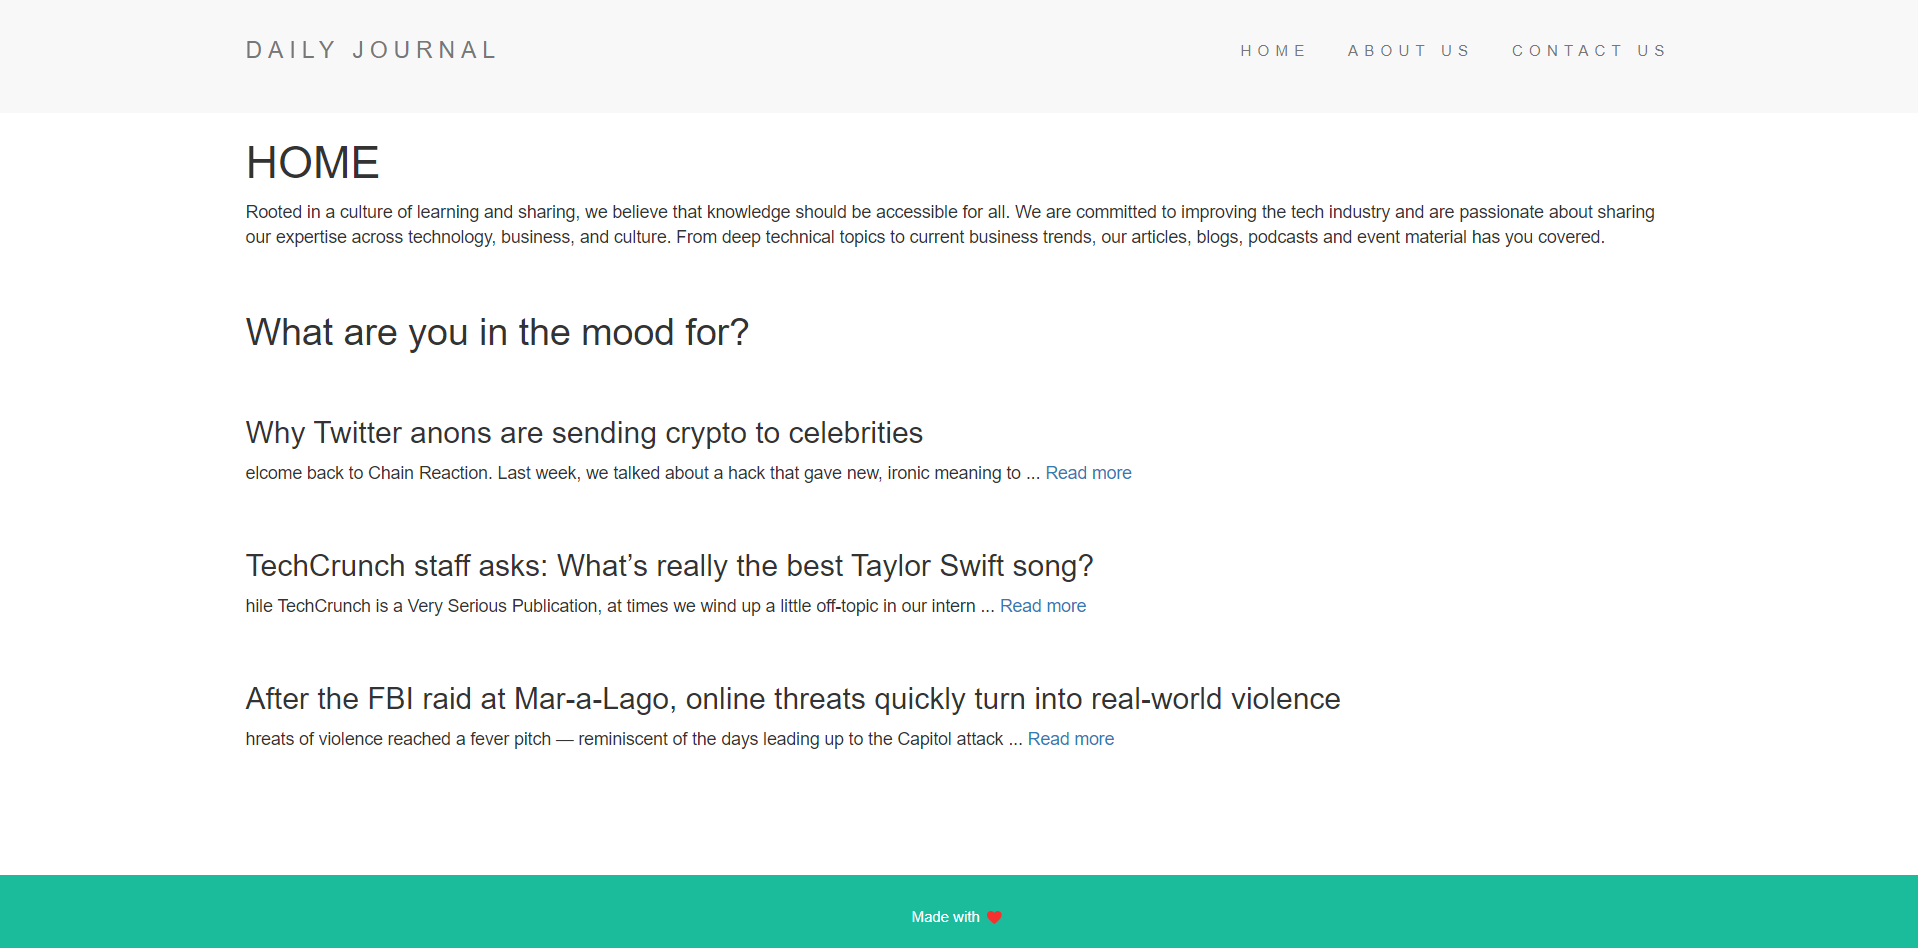 DAILY JOURNAL
HOME ABOUT US CONTACT US
HOME
Rooted in a culture of learning and sharing, we believe that knowledge should be accessible for all. We are committed to improving the tech industry and are passionate about sharing
our expertise across technology, business, and culture. From deep technical topics to current business trends, our articles, blogs, podcasts and event material has you covered.
What are you in the mood for?
Why Twitter anons are sending crypto to celebrities
elcome back to Chain Reaction. Last week, we talked about a hack that gave new, ironic meaning to ... Read more
TechCrunch staff asks: What’s really the best Taylor Swift song?
hile TechCrunch is a Very Serious Publication, at times we wind up a little off-topic in our intern ... Read more
After the FBI raid at Mar-a-Lago, online threats quickly turn into real-world violence
hreats of violence reached a fever pitch — reminiscent of the days leading up to the Capitol attack ... Read more
Made with